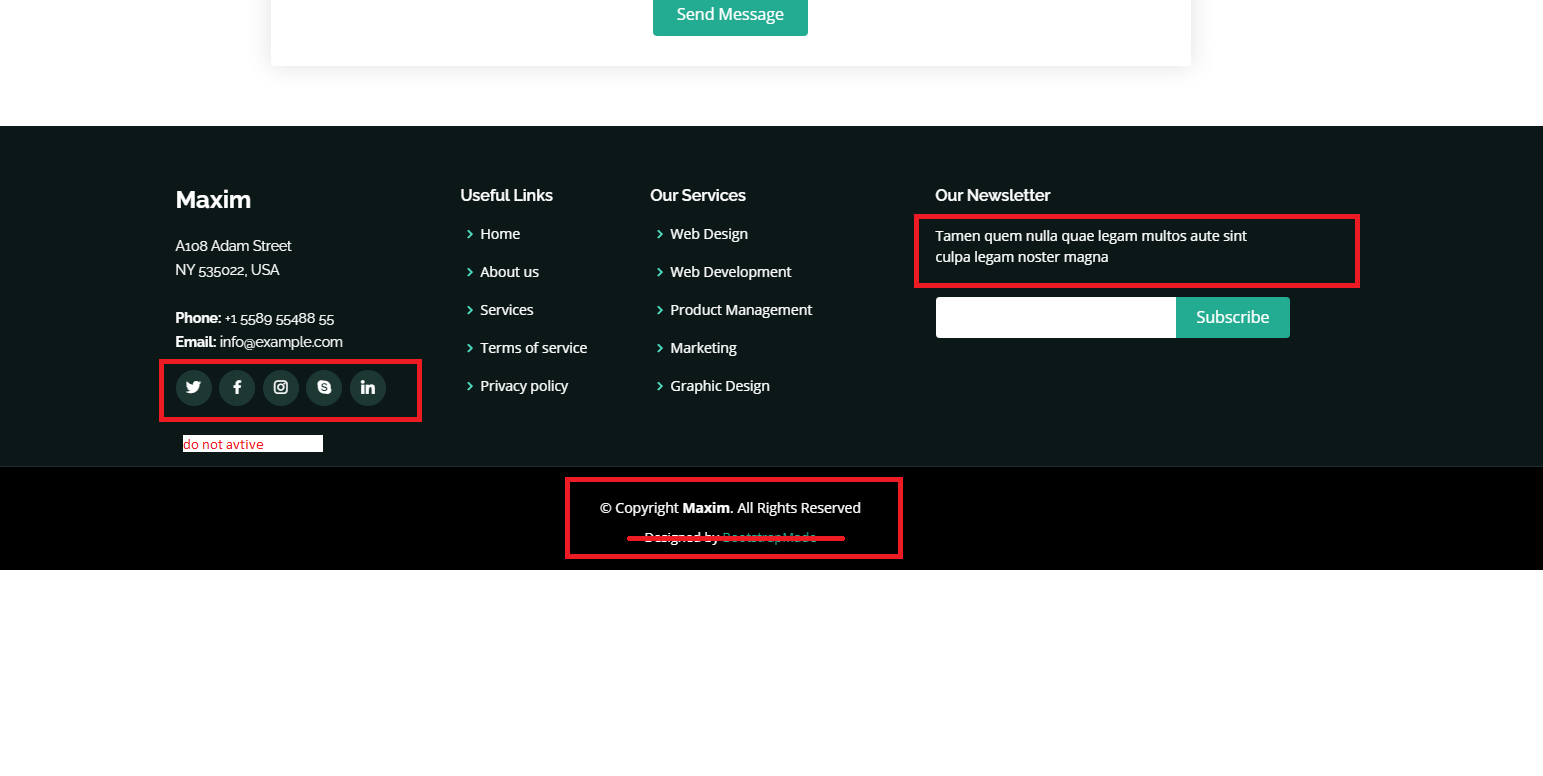 Send Message
Maxim
A108 Adam Street
NY 535022, USA
Phone: +1 5589 55488 55
Email: info@example.com
do not avtive
Useful Links
Home
About us
Services
Terms of service
Privacy policy
Our Services
Web Design
Web Development
Product Management
Marketing
Graphic Design
Our Newsletter
Tamen quem nulla quae legam multos aute sint
culpa legam noster magna
Subscribe
© Copyright Maxim. All Rights Reserved
Designed by BootstrapMade